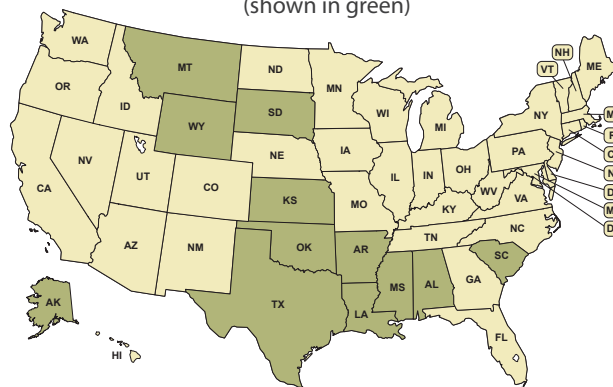 (shown in green)
WA
MT
ND
MN
OR
ID
WY
SD
WI
MI
NY
VT
NH
ME
NV
UT
CO
NE
IA
IL
IN
OH
PA
CA
KS
MO
KY
WV
VA
AZ
NM
OK
AR
TN
NC
TX
LA
MS
AL
GA
SC
FL
AK
HI